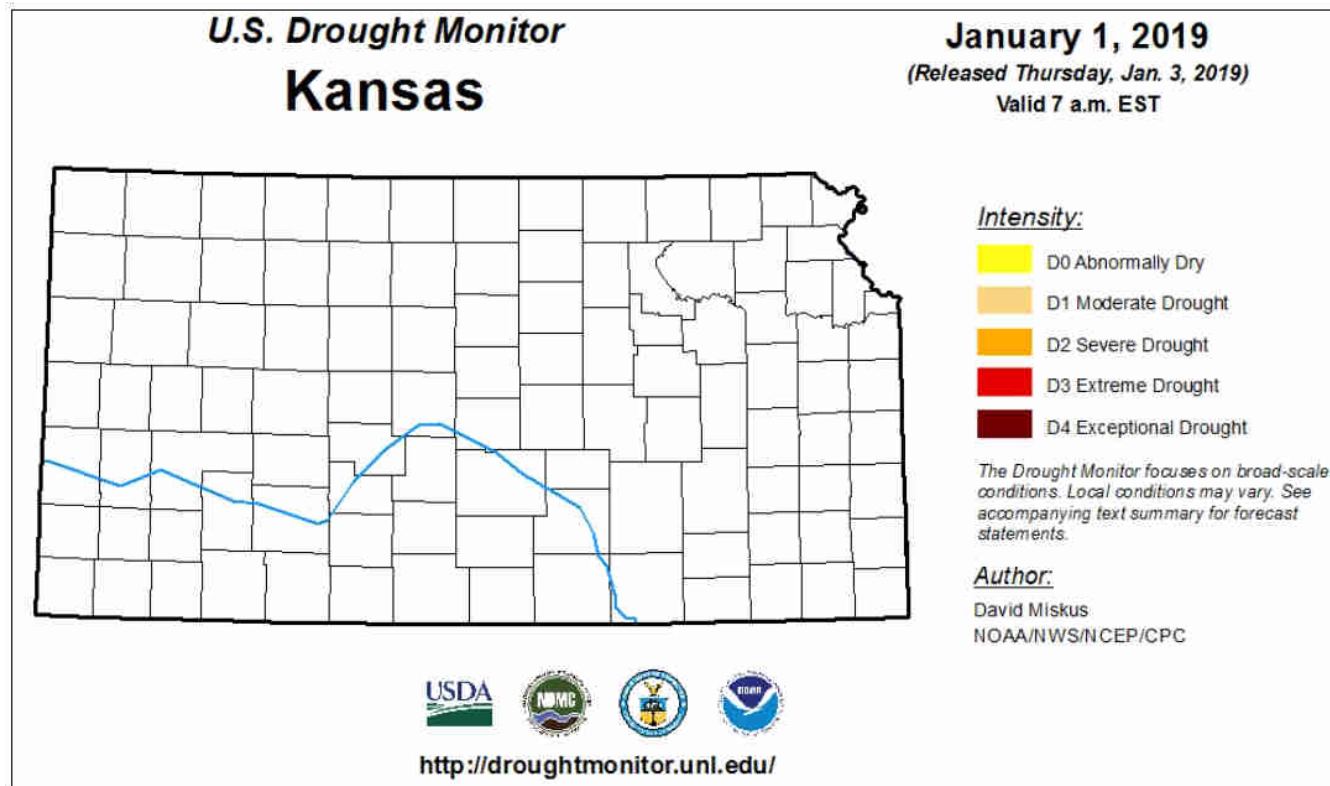 U.S. Drought Monitor
Kansas
January 1, 2019
(Released Thursday, Jan. 3, 2019)
Valid 7 a.m. EST
Intensity:
D0 Abnormally Dry
D1 Moderate Drought
D2 Severe Drought
D3 Extreme Drought
D4 Exceptional Drought
The Drought Monitor focuses on broad-scale
conditions. Local conditions may vary. See
accompanying text summary for forecast
statements.
Author:
David Miskus
NOAA/NWS/NCEP/CPC
USDA
NDMC
NOAA
http://droughtmonitor.unl.edu/